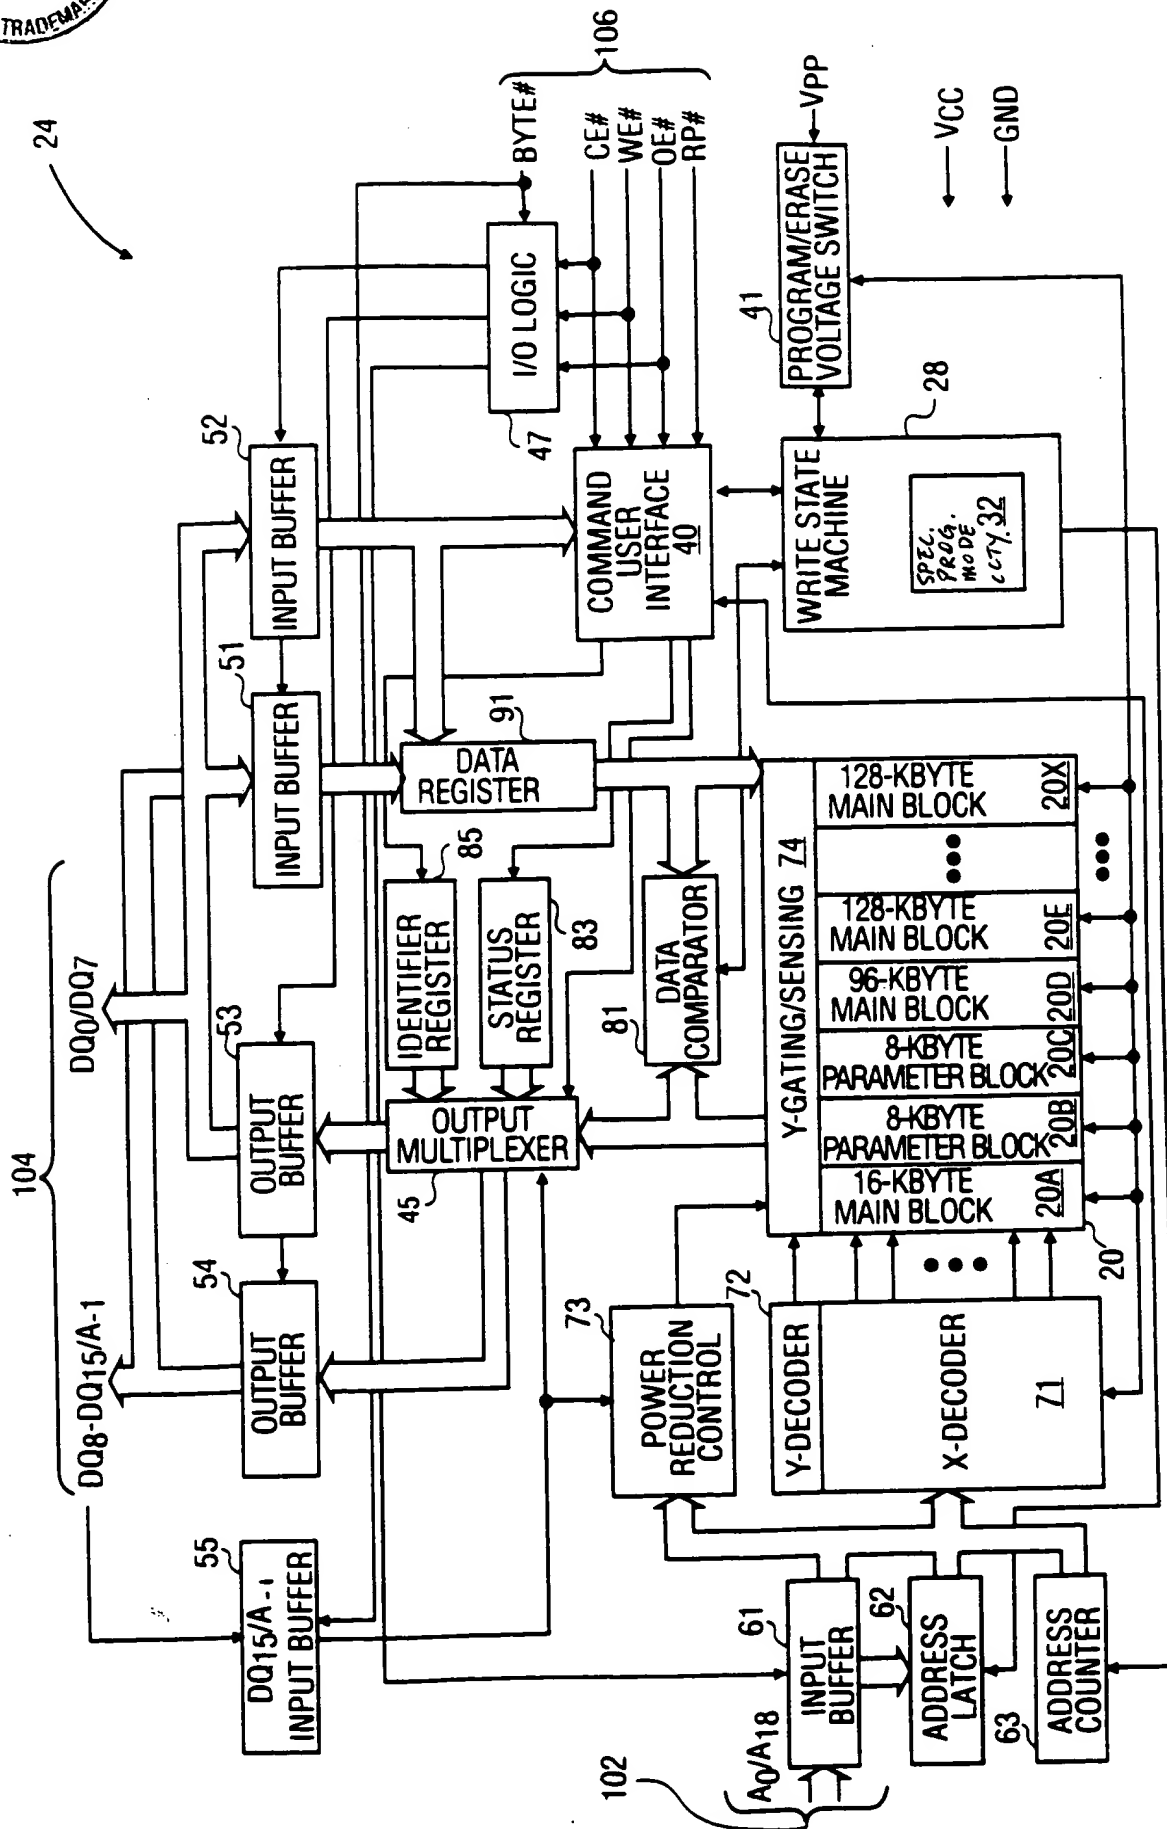 TRADEMA
24
104
DQ8-DQ15/A-1
DQ0/DQ7
55
DQ15/A-1
INPUT BUFFER
54
OUTPUT
BUFFER
53
OUTPUT
BUFFER
51
INPUT BUFFER
52
INPUT BUFFER
I/O LOGIC
47
BYTE#
CE#
WE#
OE#
RP#
106
45
OUTPUT
MULTIPLEXER
IDENTIFIER
REGISTER
85
STATUS
REGISTER
83
DATA
REGISTER
91
COMMAND
USER
INTERFACE
40
73
POWER
REDUCTION
CONTROL
81
DATA
COMPARATOR
WRITE STATE
MACHINE
28
SPEC.
PROG.
MODE
CCTY. 32
41
PROGRAM/ERASE
VOLTAGE SWITCH
VPP
VCC
GND
102
A0/A18
61
INPUT
BUFFER
62
ADDRESS
LATCH
63
ADDRESS
COUNTER
72
Y-DECODER
X-DECODER
71
Y-GATING/SENSING 74
16-KBYTE
MAIN BLOCK
20A
8-KBYTE
PARAMETER BLOCK
20B
8-KBYTE
PARAMETER BLOCK
20C
96-KBYTE
MAIN BLOCK
20D
128-KBYTE
MAIN BLOCK
20E
128-KBYTE
MAIN BLOCK
20X
20